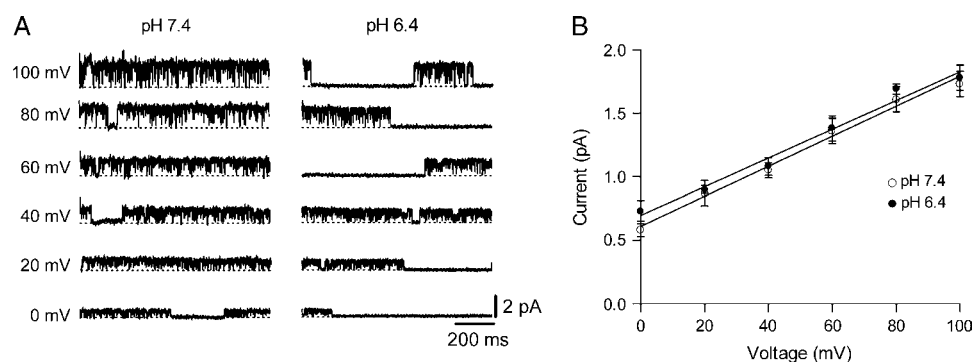 A
pH 7.4
pH 6.4
100 mV
80 mV
60 mV
40 mV
20 mV
0 mV
2 pA
200 ms
B
2.0
1.5
1.0
0.5
0.0
Current (pA)
pH 7.4
pH 6.4
0 20 40 60 80 100
Voltage (mV)